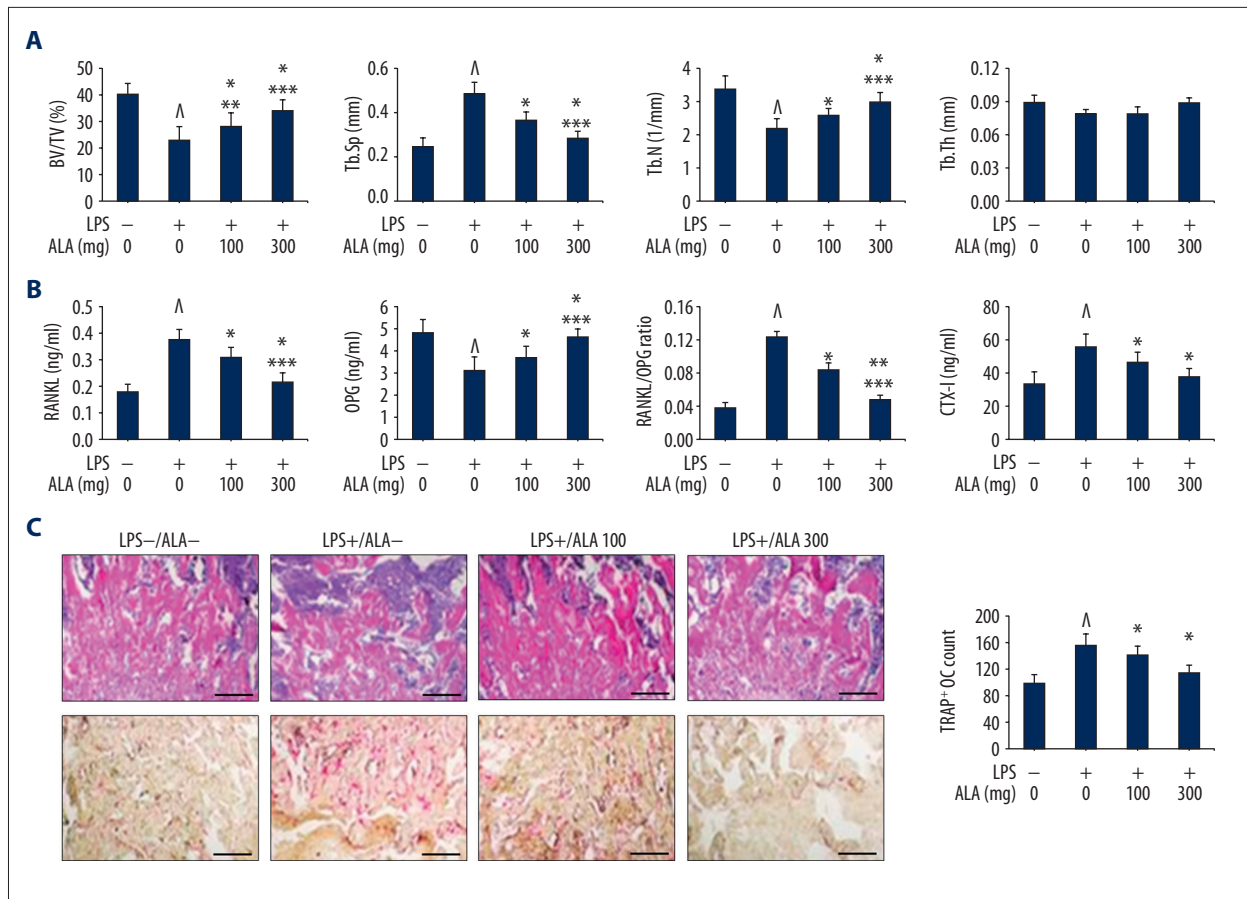 A
BV/TV (%)
50
40
30
20
10
0
^
*
**
*
***
LPS − + + +
ALA (mg) 0 0 100 300
Tb.Sp (mm)
0.6
0.4
0.2
0.0
^
*
*
***
LPS − + + +
ALA (mg) 0 0 100 300
Tb.N (1/mm)
4
3
2
1
0
^
*
*
***
LPS − + + +
ALA (mg) 0 0 100 300
Tb.Th (mm)
0.12
0.09
0.06
0.03
0.00
LPS − + + +
ALA (mg) 0 0 100 300
B
RANKL (ng/ml)
0.5
0.4
0.3
0.2
0.1
0.0
^
*
*
***
LPS − + + +
ALA (mg) 0 0 100 300
OPG (ng/ml)
6
5
4
3
2
1
0
^
*
*
***
LPS − + + +
ALA (mg) 0 0 100 300
RANKL/OPG ratio
0.16
0.12
0.08
0.04
0.00
^
*
**
***
LPS − + + +
ALA (mg) 0 0 100 300
CTX-I (ng/ml)
80
60
40
20
0
^
*
*
LPS − + + +
ALA (mg) 0 0 100 300
C
LPS−/ALA− LPS+/ALA− LPS+/ALA 100 LPS+/ALA 300
TRAP⁺ OC count
200
160
120
80
40
0
^
*
*
LPS − + + +
ALA (mg) 0 0 100 300